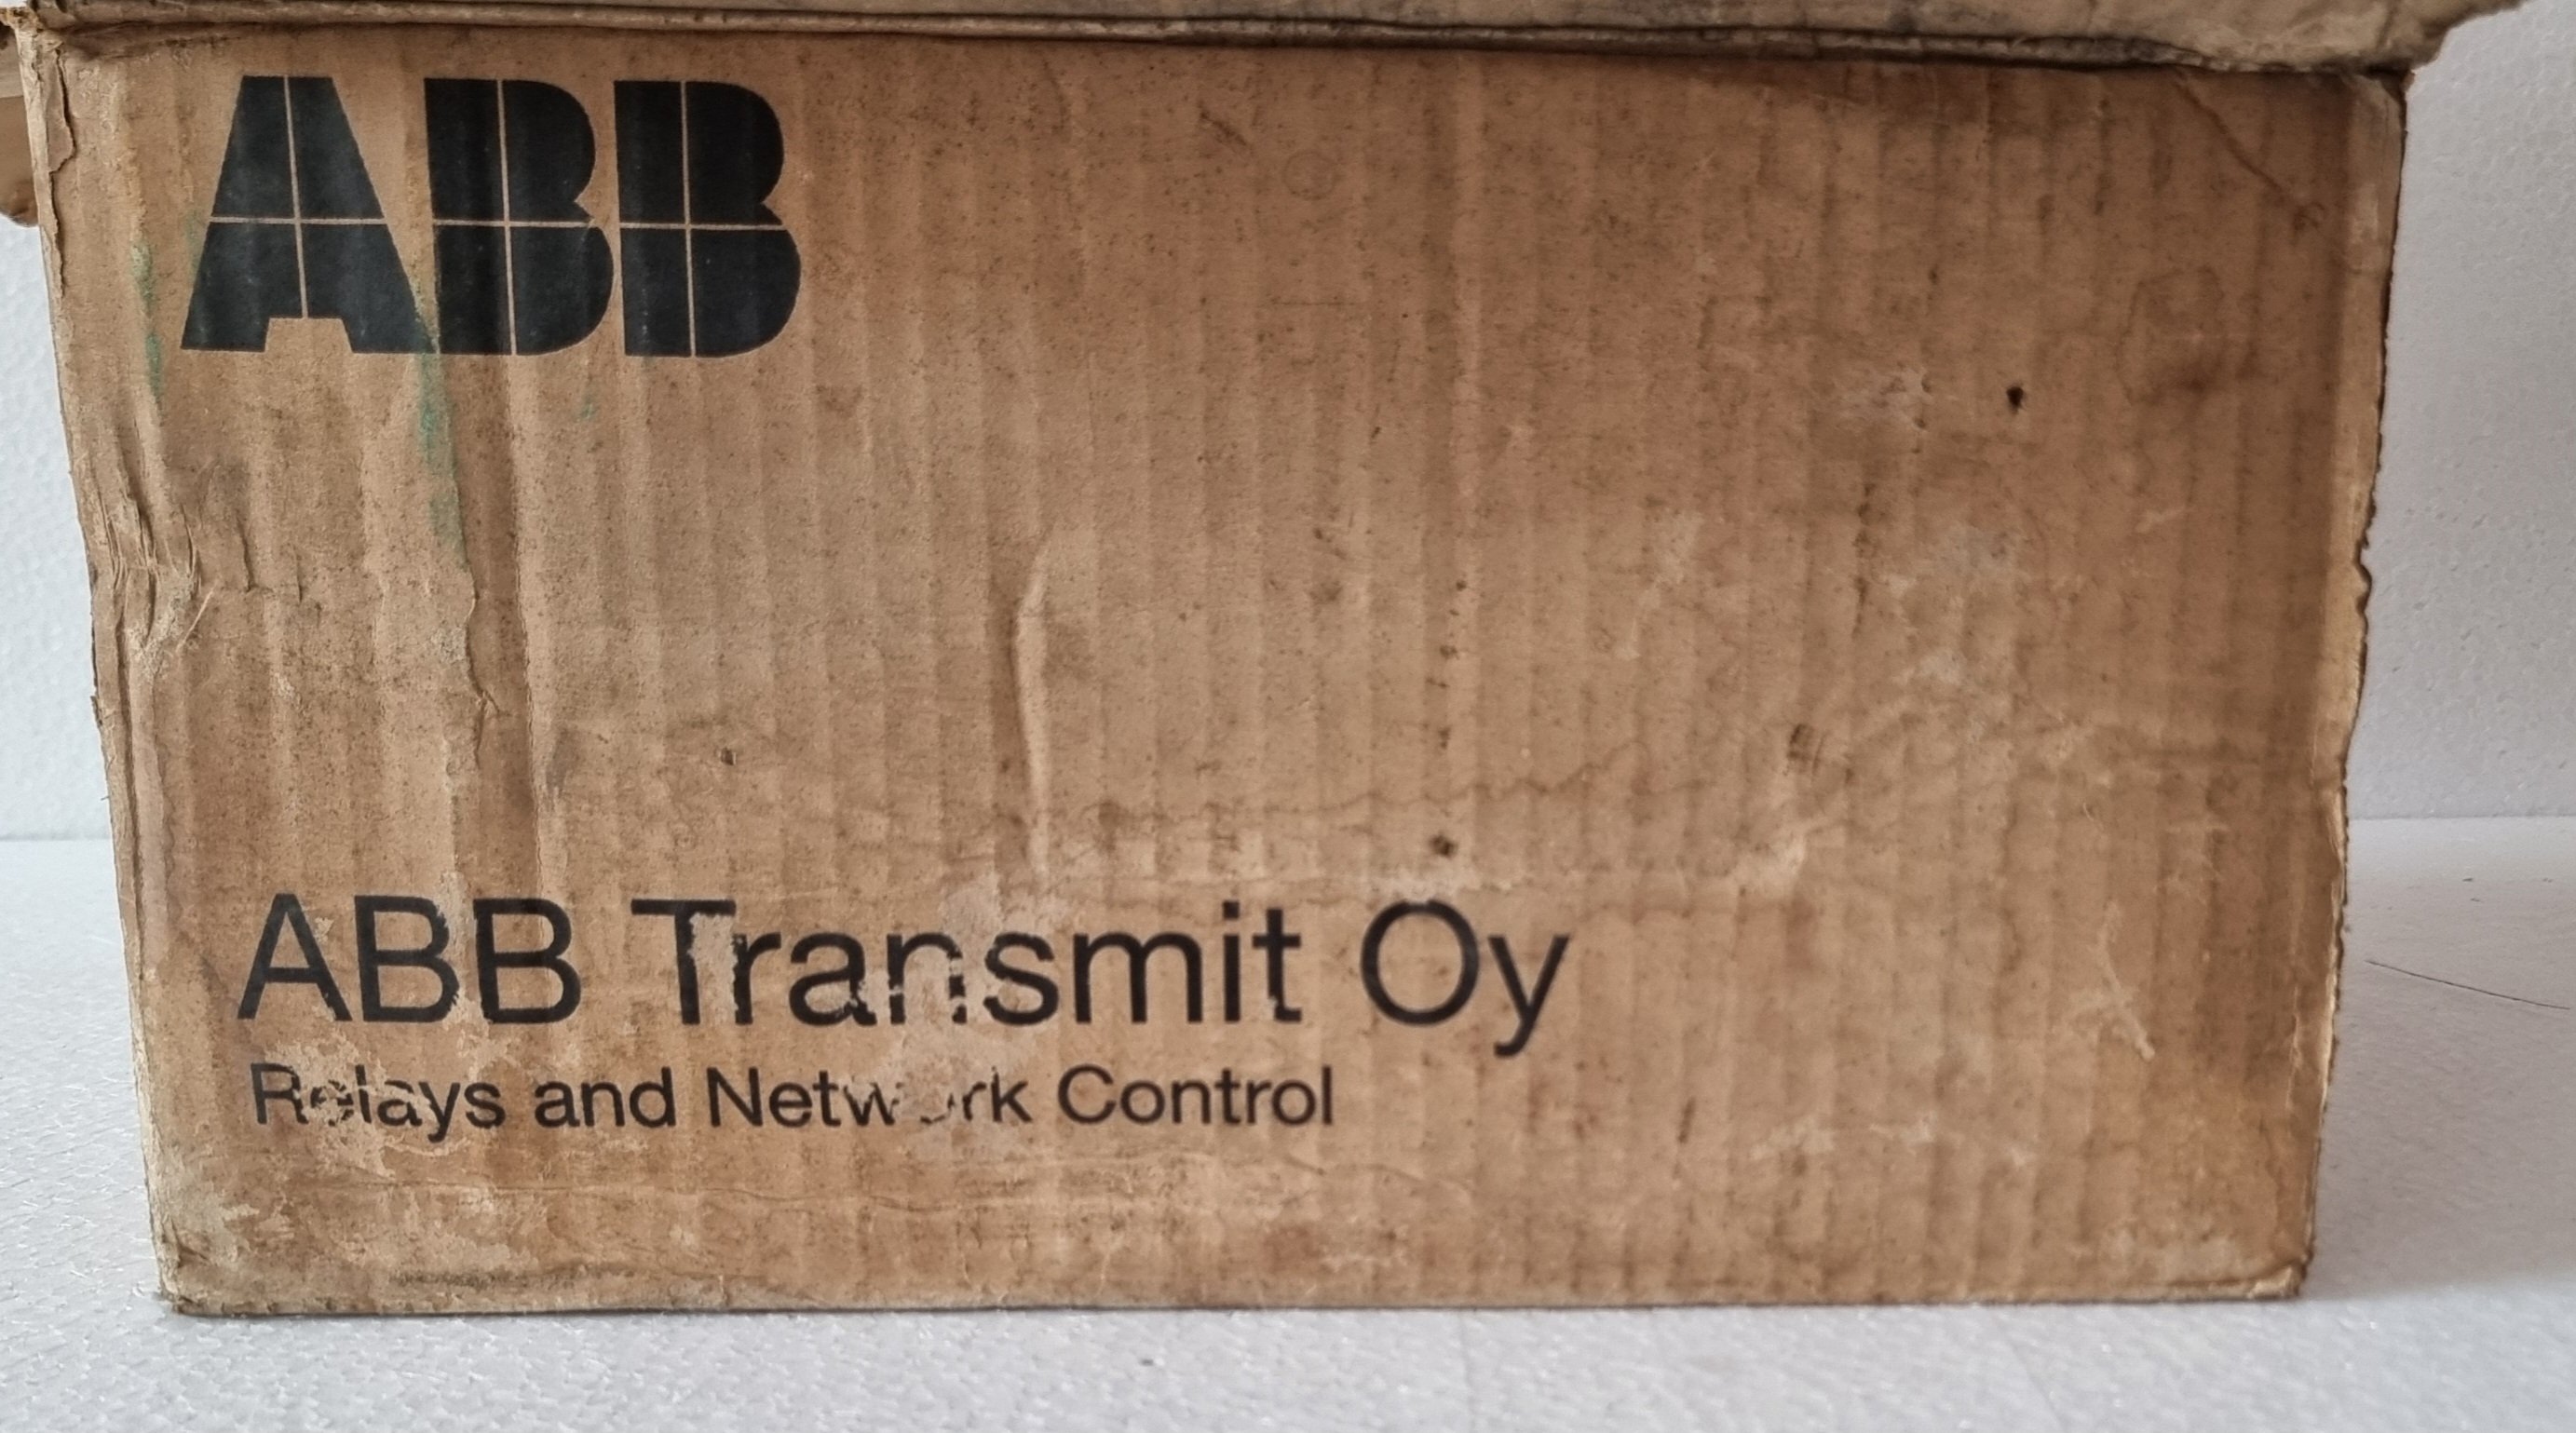 ABB
ABB Transmit Oy
Relays and Network Control